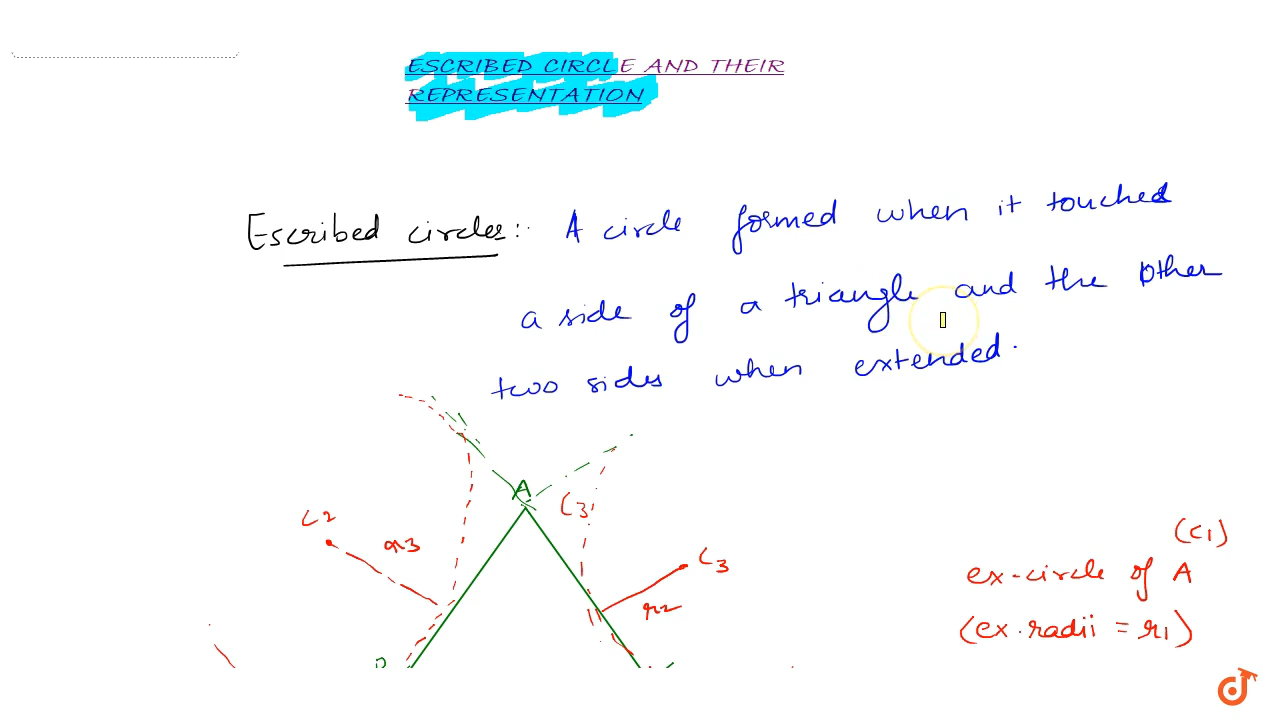 ESCRIBED CIRCLE AND THEIR
REPRESENTATION
Escribed circles:- A circle formed when it touched
a side of a triangle and the other
two sides when extended.
A
C3
C2
r3
C3
r2
B
(C1)
ex-circle of A
(ex.radii = r1)